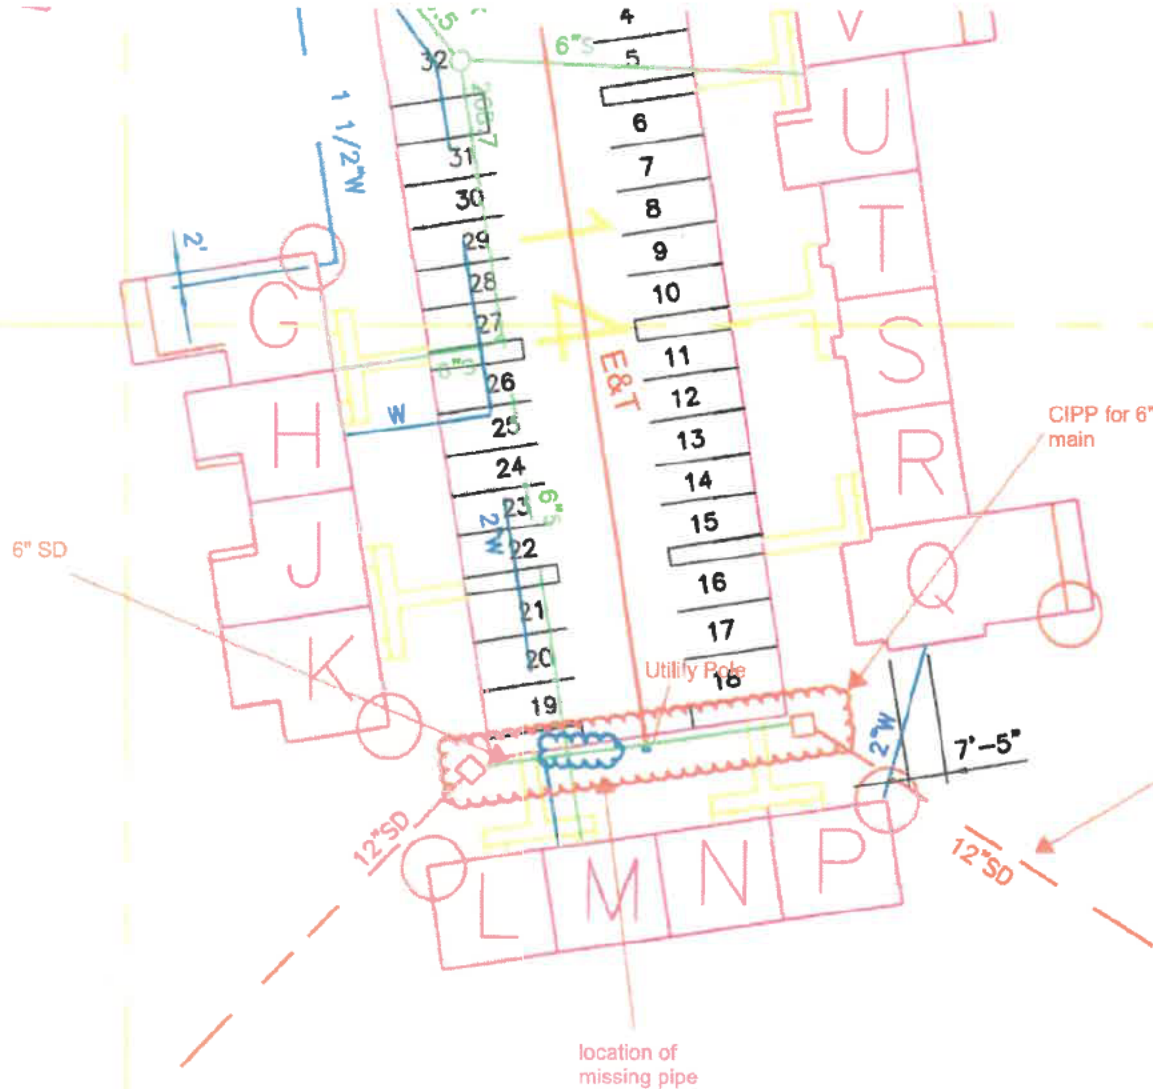 4
6"S
5
32
6
1 1/2"W
31
7
30
8
2'
29
9
28
10
G
27
11
6"S
26
12
E&T
14
W
25
13
24
14
23
6"S
15
2"W
22
16
21
17
20
18
19
V
U
T
S
R
Q
H
J
K
L
M
N
P
CIPP for 6"
main
6" SD
Utility Pole
2"W
7'-5"
12"SD
12"SD
location of
missing pipe